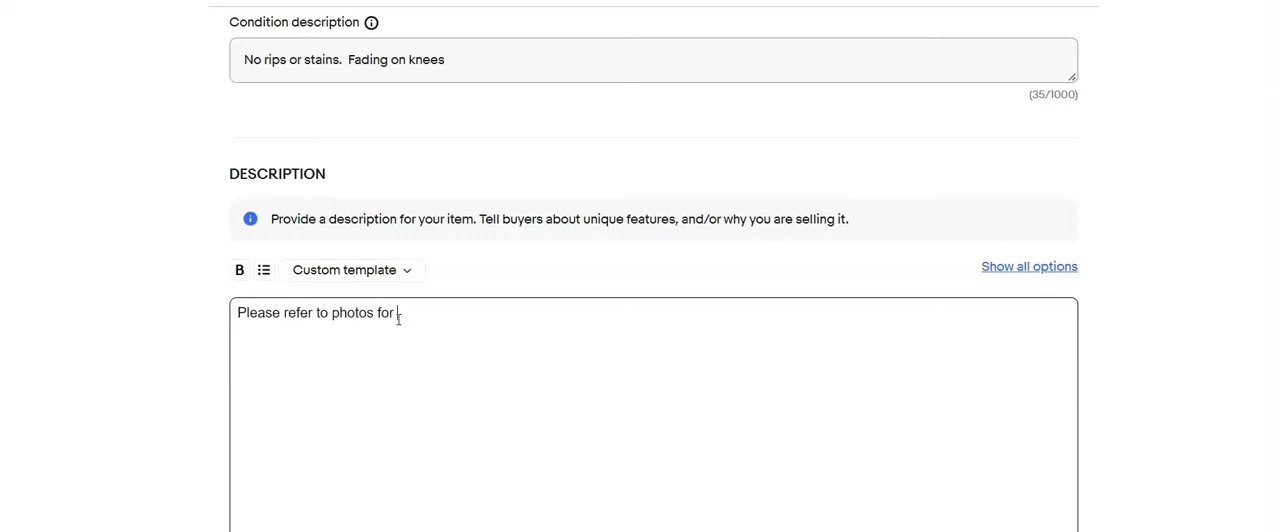 Condition description
No rips or stains.  Fading on knees
(35/1000)
DESCRIPTION
Provide a description for your item. Tell buyers about unique features, and/or why you are selling it.
B Custom template Show all options
Please refer to photos for